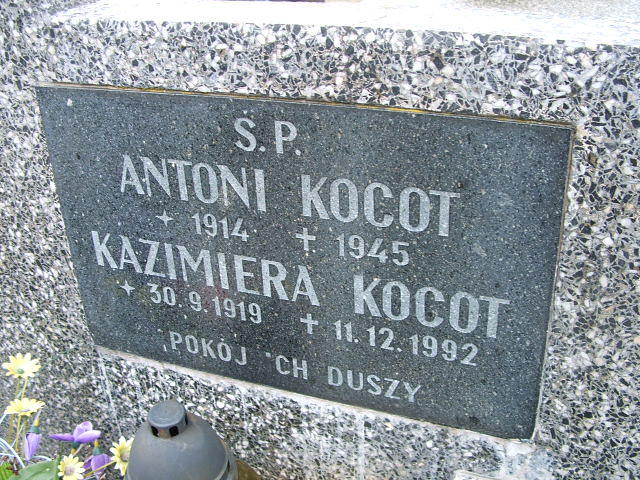 Ś.P.
ANTONI KOCOT
✶ 1914 ✝ 1945
KAZIMIERA KOCOT
✶ 30.9.1919 ✝ 11.12.1992
POKÓJ ICH DUSZY